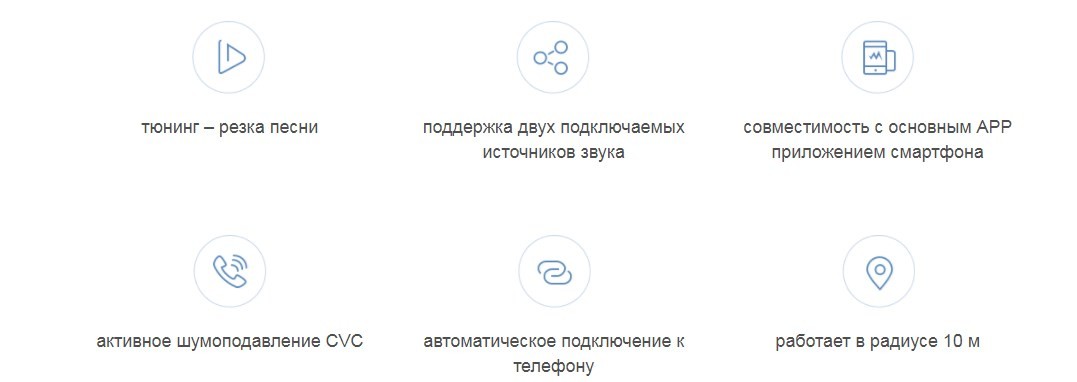 тюнинг – резка песни
поддержка двух подключаемых
источников звука
совместимость с основным APP
приложением смартфона
активное шумоподавление CVC
автоматическое подключение к
телефону
работает в радиусе 10 м